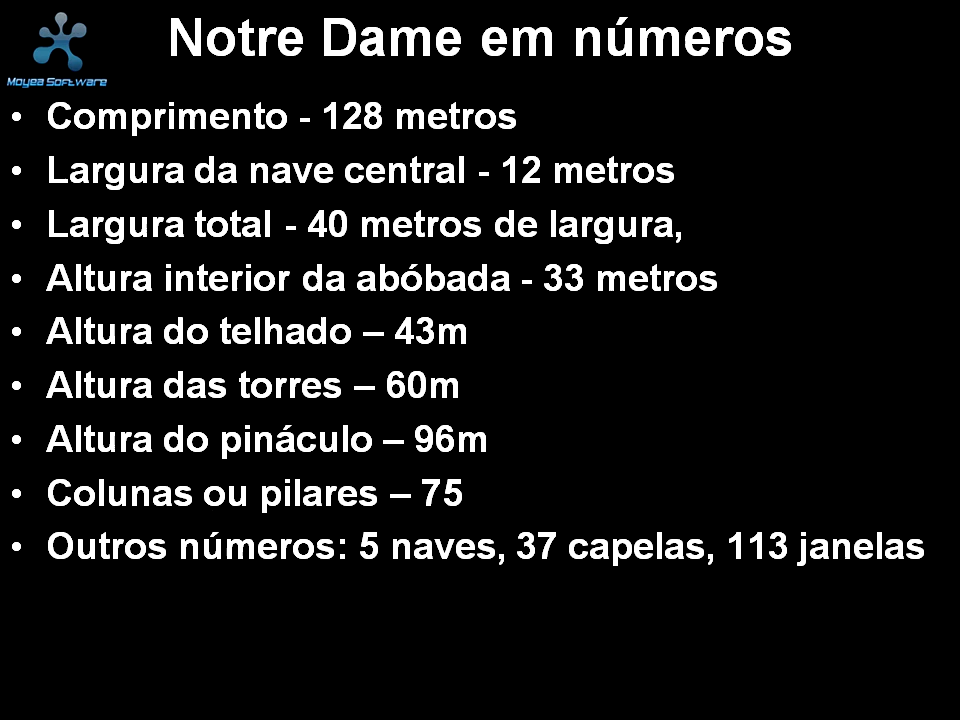 Notre Dame em números
Moyea Software
• Comprimento - 128 metros
• Largura da nave central - 12 metros
• Largura total - 40 metros de largura,
• Altura interior da abóbada - 33 metros
• Altura do telhado – 43m
• Altura das torres – 60m
• Altura do pináculo – 96m
• Colunas ou pilares – 75
• Outros números: 5 naves, 37 capelas, 113 janelas